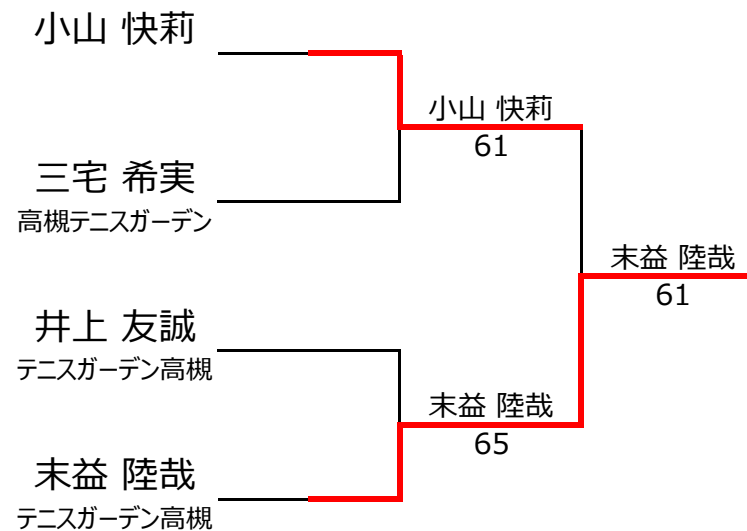 小山 快莉
三宅 希実
高槻テニスガーデン
井上 友誠
テニスガーデン高槻
末益 陸哉
テニスガーデン高槻
小山 快莉
61
末益 陸哉
65
末益 陸哉
61